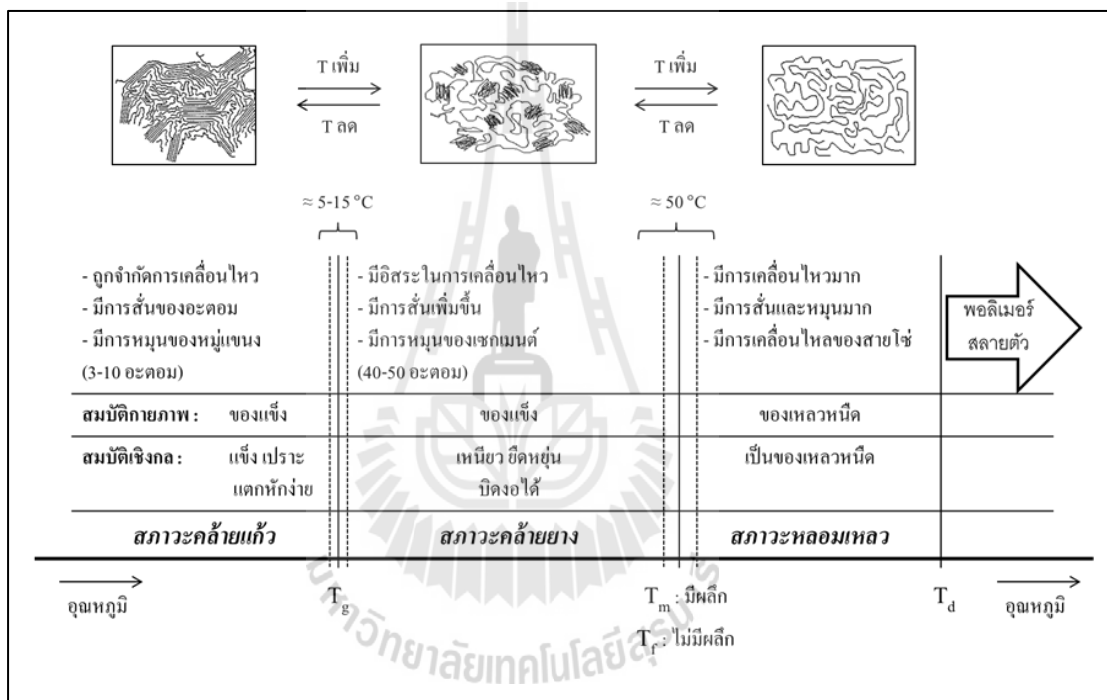 T เพิ่ม
T ลด
T เพิ่ม
T ลด
≈ 5-15 °C
≈ 50 °C
- ถูกจำกัดการเคลื่อนไหว
- มีการสั่นของอะตอม
- มีการหมุนของหมู่แขนง
(3-10 อะตอม)
- มีอิสระในการเคลื่อนไหว
- มีการสั่นเพิ่มขึ้น
- มีการหมุนของเซกเมนต์
(40-50 อะตอม)
- มีการเคลื่อนไหวมาก
- มีการสั่นและหมุนมาก
- มีการเคลื่อนไหลของสายโซ่
พอลิเมอร์
สลายตัว
สมบัติกายภาพ : ของแข็ง ของแข็ง ของเหลวหนืด
สมบัติเชิงกล : แข็ง เปราะ เหนียว ยืดหยุ่น เป็นของเหลวหนืด
แตกหักง่าย บิดงอได้
สภาวะคล้ายแก้ว สภาวะคล้ายยาง สภาวะหลอมเหลว
อุณหภูมิ Tg Tm : มีผลึก Td อุณหภูมิ
Tf : ไม่มีผลึก
มหาวิทยาลัยเทคโนโลยีสุรนารี